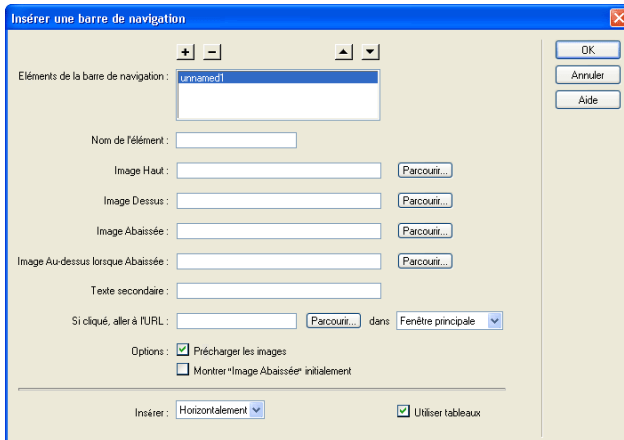 Insérer une barre de navigation
OK
Eléments de la barre de navigation : unnamed1
Annuler
Aide
Nom de l'élément :
Image Haut : Parcourir...
Image Dessus : Parcourir...
Image Abaissée : Parcourir...
Image Au-dessus lorsque Abaissée : Parcourir...
Texte secondaire :
Si cliqué, aller à l'URL : Parcourir... dans Fenêtre principale
Options : Précharger les images
Montrer "Image Abaissée" initialement
Insérer : Horizontalement Utiliser tableaux